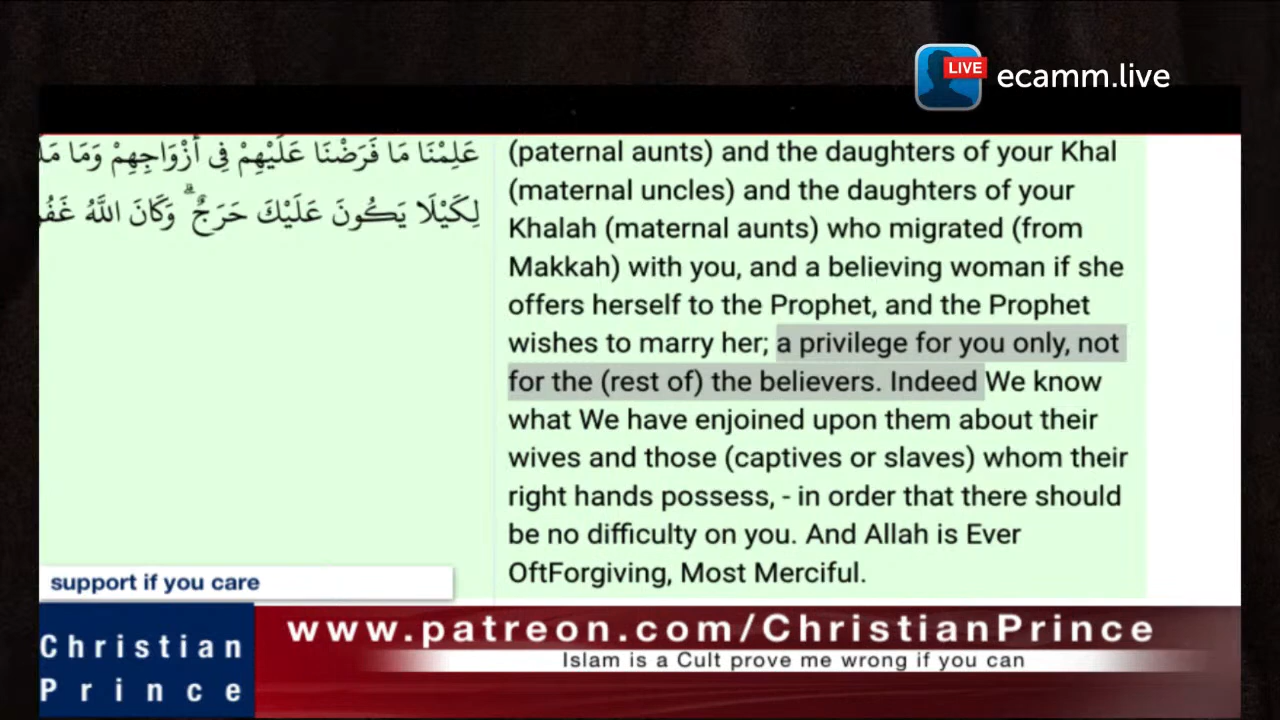 LIVE ecamm.live
عَلِمْنَا مَا فَرَضْنَا عَلَيْهِمْ فِي أَزْوَاجِهِمْ وَمَا
لِكَيْلَا يَكُونَ عَلَيْكَ حَرَجٌ ۗ وَكَانَ اللَّهُ
(paternal aunts) and the daughters of your Khal
(maternal uncles) and the daughters of your
Khalah (maternal aunts) who migrated (from
Makkah) with you, and a believing woman if she
offers herself to the Prophet, and the Prophet
wishes to marry her; a privilege for you only, not
for the (rest of) the believers. Indeed We know
what We have enjoined upon them about their
wives and those (captives or slaves) whom their
right hands possess, - in order that there should
be no difficulty on you. And Allah is Ever
OftForgiving, Most Merciful.
support if you care
Christian
Prince
www.patreon.com/ChristianPrince
Islam is a Cult prove me wrong if you can